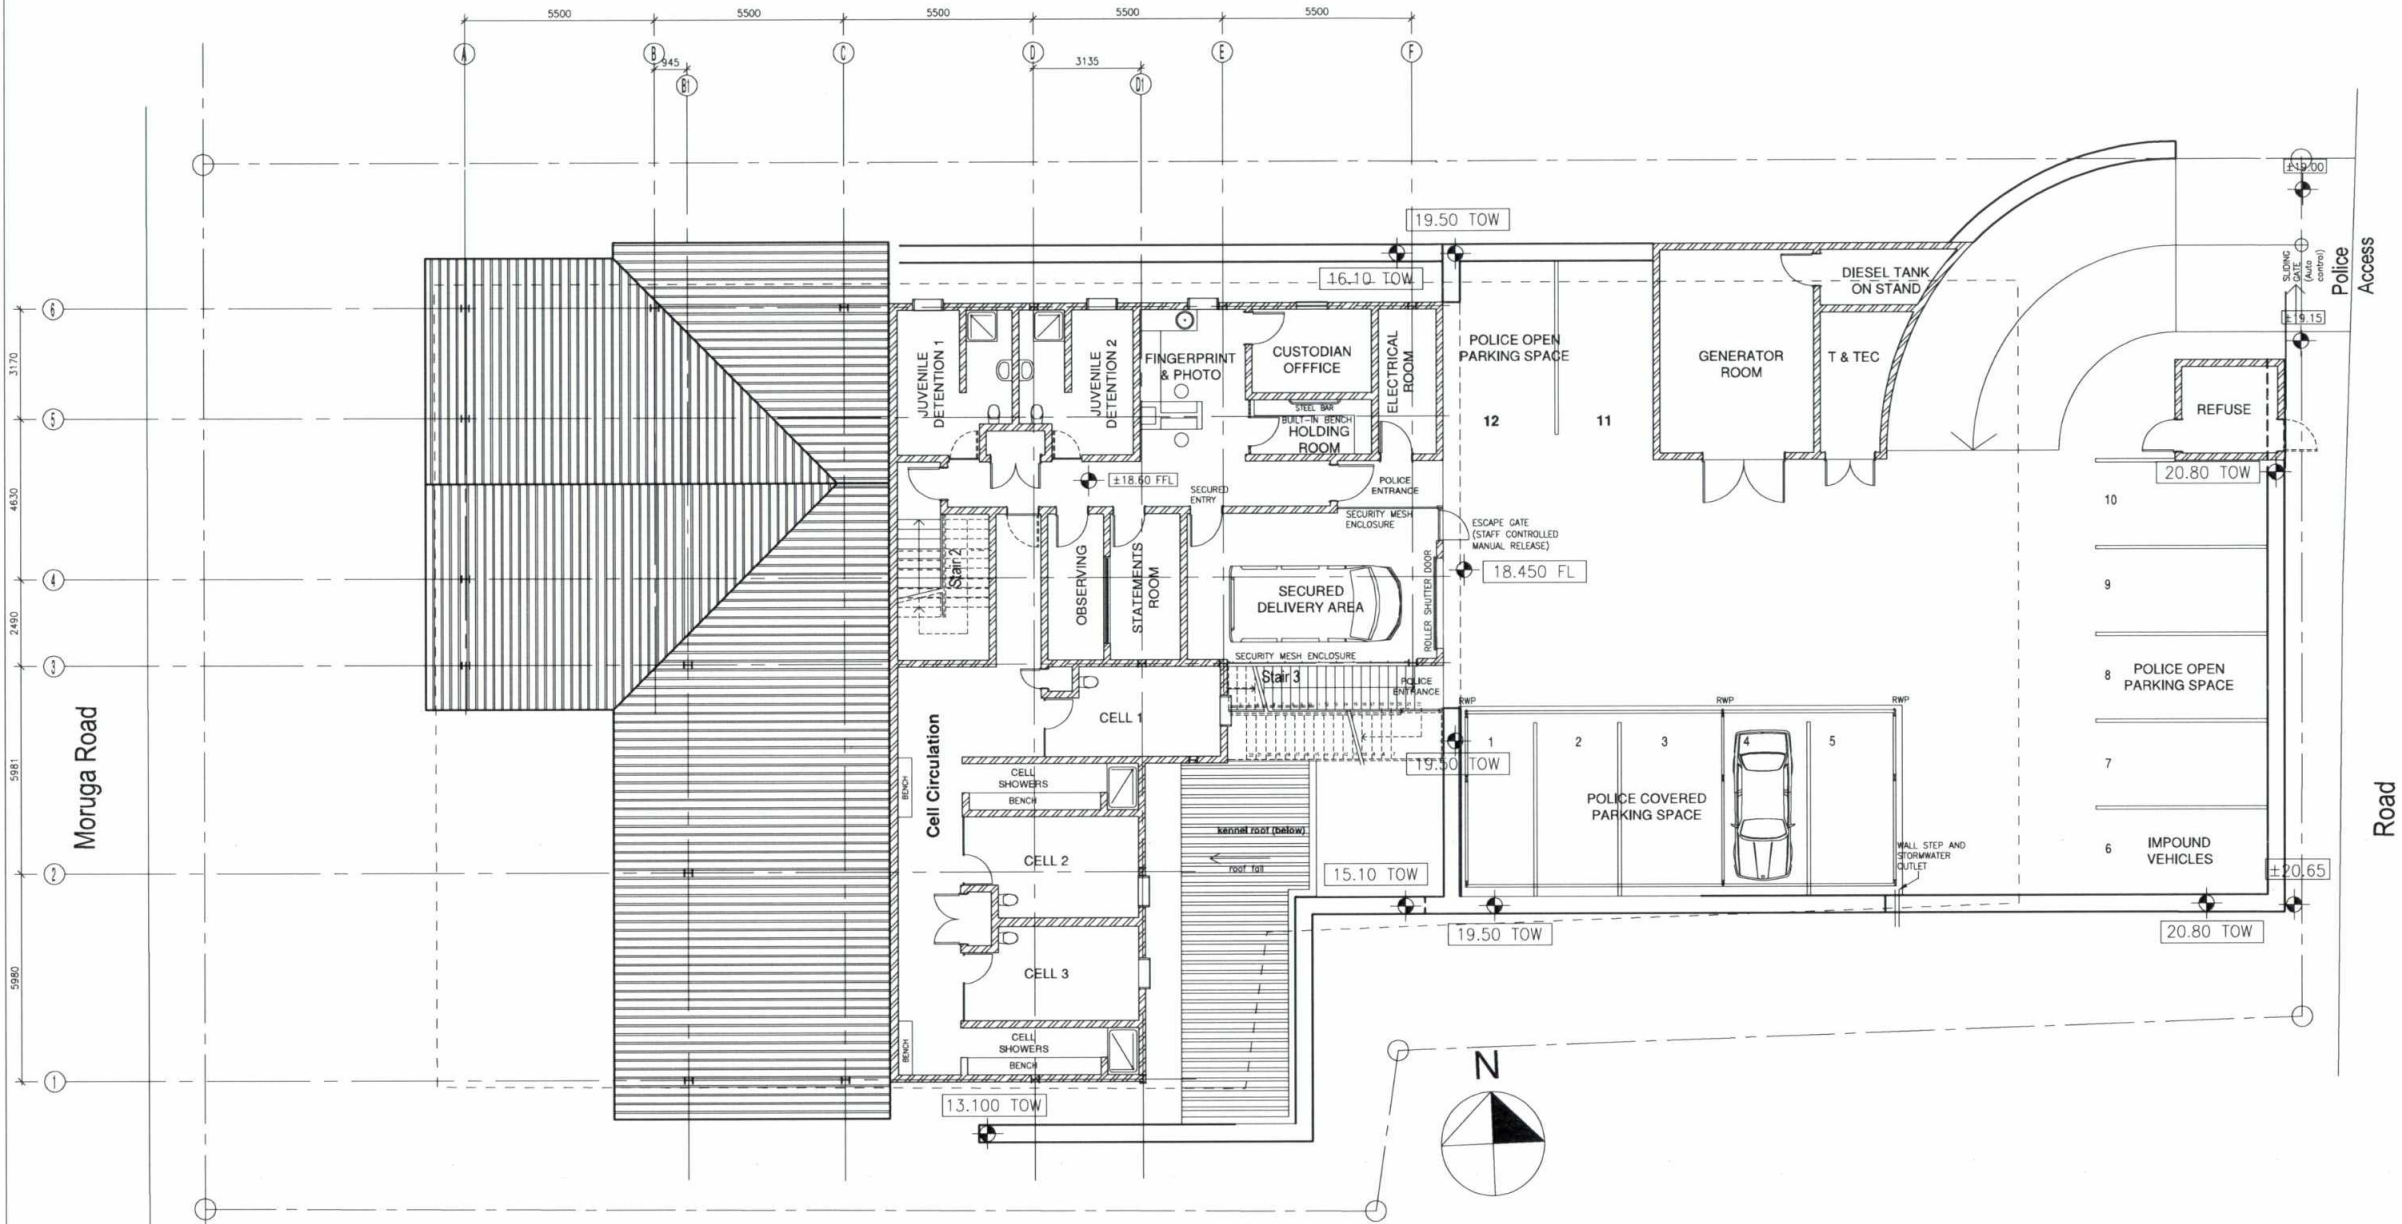 5500
5500
5500
5500
5500
A
B
C
D
E
F
945
B1
3135
D1
±19.00
19.50 TOW
16.10 TOW
SLIDING
GATE
(Auto
control)
Police
Access
±19.15
6
3170
5
4630
4
2490
3
5981
2
5980
1
Moruga Road
JUVENILE
DETENTION 1
JUVENILE
DETENTION 2
FINGERPRINT
& PHOTO
CUSTODIAN
OFFFICE
ELECTRICAL
ROOM
STEEL BAR
BUILT-IN BENCH
HOLDING
ROOM
POLICE OPEN
PARKING SPACE
12
11
GENERATOR
ROOM
DIESEL TANK
ON STAND
T & TEC
REFUSE
20.80 TOW
±18.60 FFL
SECURED
ENTRY
POLICE
ENTRANCE
SECURITY MESH
ENCLOSURE
ESCAPE GATE
(STAFF CONTROLLED
MANUAL RELEASE)
18.450 FL
Stair 2
OBSERVING
STATEMENTS
ROOM
SECURED
DELIVERY AREA
ROLLER SHUTTER DOOR
SECURITY MESH ENCLOSURE
Stair 3
POLICE
ENTRANCE
10
9
8
POLICE OPEN
PARKING SPACE
7
6
IMPOUND
VEHICLES
RWP
RWP
RWP
1
2
3
4
5
19.50 TOW
POLICE COVERED
PARKING SPACE
WALL STEP AND
STORMWATER
OUTLET
±20.65
CELL 1
Cell Circulation
BENCH
CELL
SHOWERS
BENCH
kennel roof (below)
roof fall
CELL 2
15.10 TOW
19.50 TOW
20.80 TOW
CELL 3
BENCH
CELL
SHOWERS
BENCH
13.100 TOW
N
Road